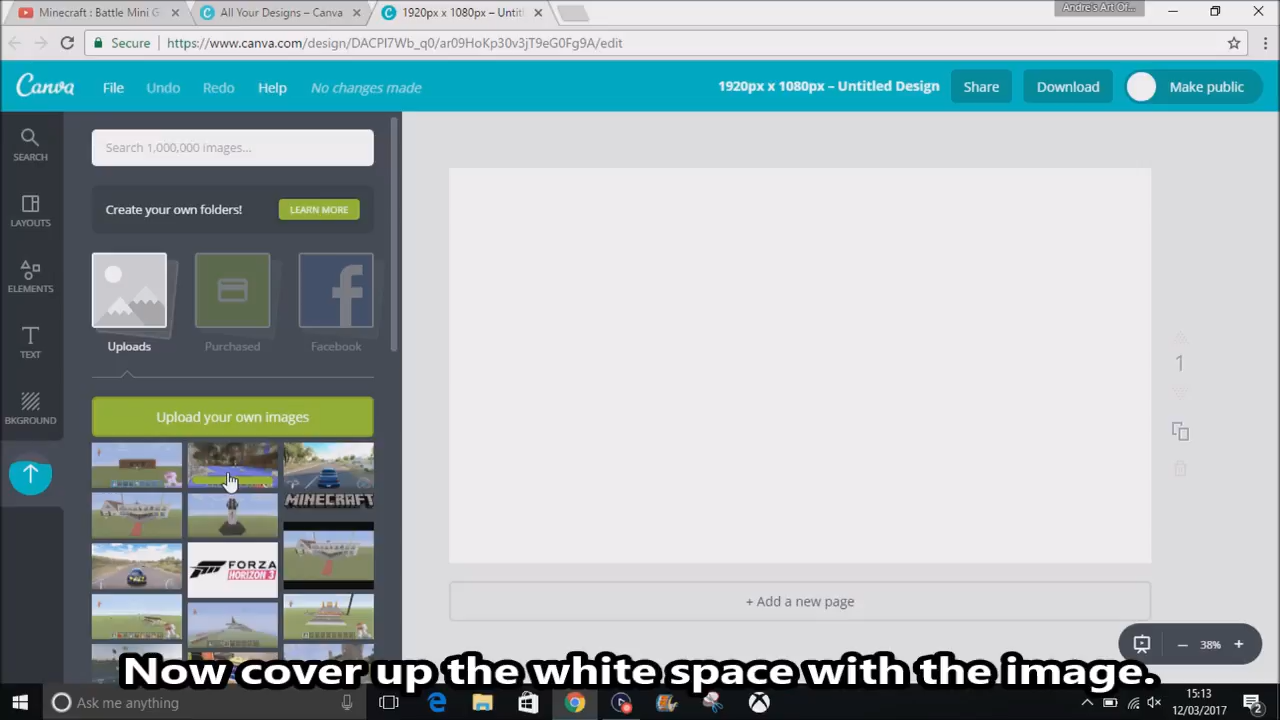 Minecraft : Battle Mini G
All Your Designs – Canva
1920px x 1080px – Untitl
Andre's Art Of...
Secure
https://www.canva.com/design/DACPI7Wb_q0/ar09HoKp30v3jT9eG0Fg9A/edit
Canva
File
Undo
Redo
Help
No changes made
1920px x 1080px – Untitled Design
Share
Download
Make public
SEARCH
LAYOUTS
ELEMENTS
TEXT
BKGROUND
Search 1,000,000 images...
Create your own folders!
LEARN MORE
Uploads
Purchased
Facebook
Upload your own images
MINECRAFT
FORZA
HORIZON 3
1
+ Add a new page
38%
Now cover up the white space with the image.
Ask me anything
15:13
12/03/2017
2